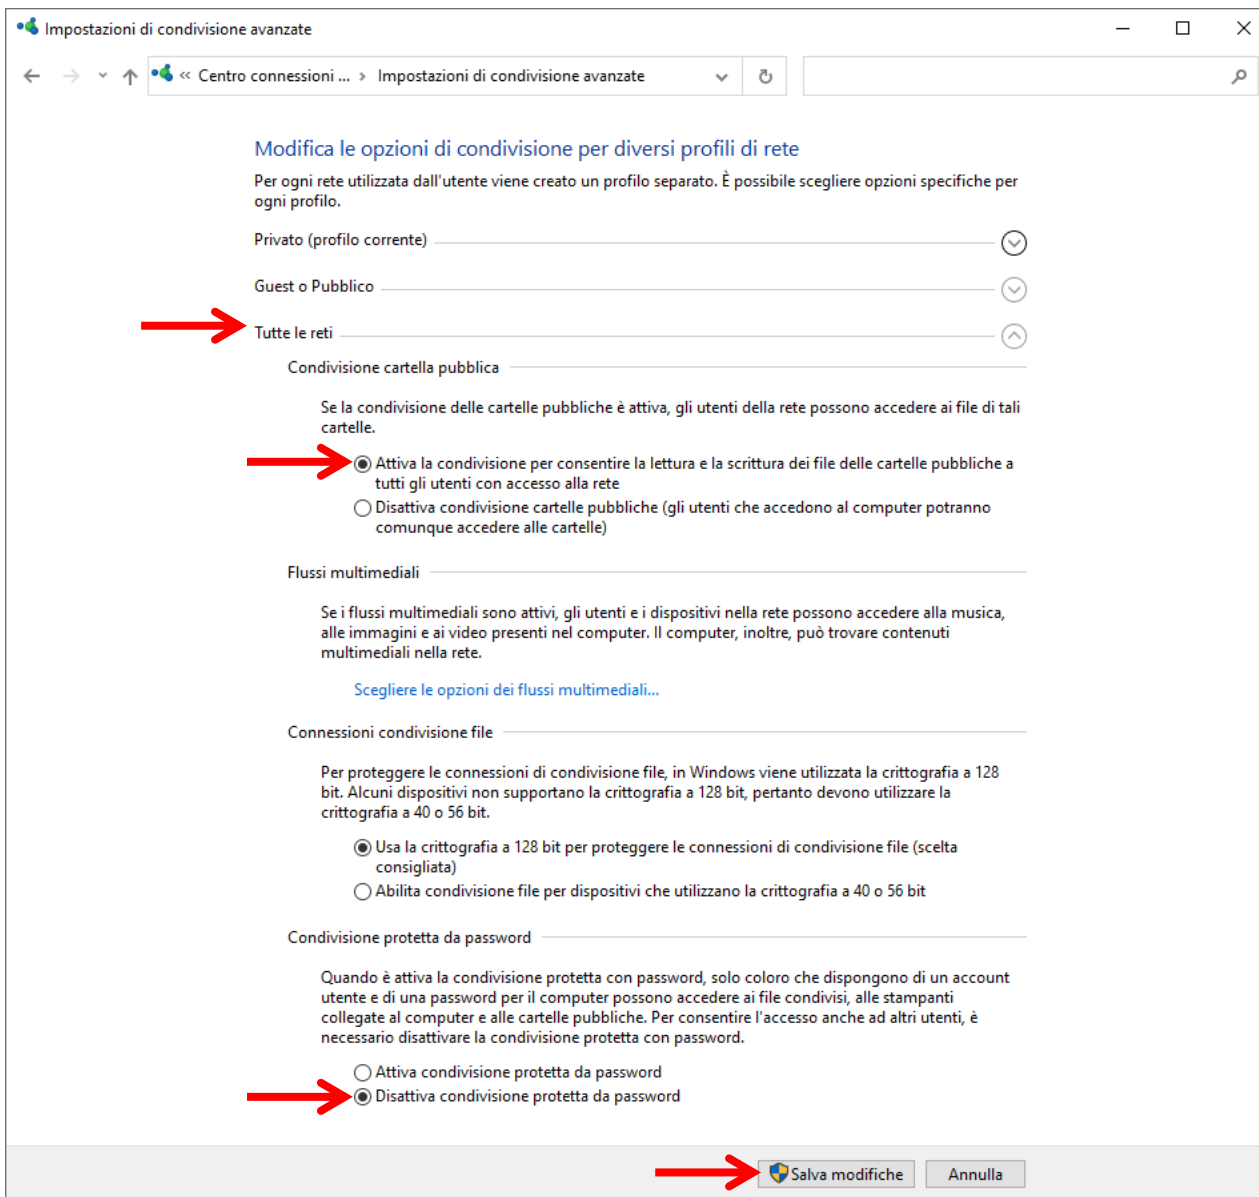 Impostazioni di condivisione avanzate
« Centro connessioni ... › Impostazioni di condivisione avanzate
Modifica le opzioni di condivisione per diversi profili di rete
Per ogni rete utilizzata dall'utente viene creato un profilo separato. È possibile scegliere opzioni specifiche per
ogni profilo.
Privato (profilo corrente)
Guest o Pubblico
Tutte le reti
Condivisione cartella pubblica
Se la condivisione delle cartelle pubbliche è attiva, gli utenti della rete possono accedere ai file di tali
cartelle.
Attiva la condivisione per consentire la lettura e la scrittura dei file delle cartelle pubbliche a
tutti gli utenti con accesso alla rete
Disattiva condivisione cartelle pubbliche (gli utenti che accedono al computer potranno
comunque accedere alle cartelle)
Flussi multimediali
Se i flussi multimediali sono attivi, gli utenti e i dispositivi nella rete possono accedere alla musica,
alle immagini e ai video presenti nel computer. Il computer, inoltre, può trovare contenuti
multimediali nella rete.
Scegliere le opzioni dei flussi multimediali...
Connessioni condivisione file
Per proteggere le connessioni di condivisione file, in Windows viene utilizzata la crittografia a 128
bit. Alcuni dispositivi non supportano la crittografia a 128 bit, pertanto devono utilizzare la
crittografia a 40 o 56 bit.
Usa la crittografia a 128 bit per proteggere le connessioni di condivisione file (scelta
consigliata)
Abilita condivisione file per dispositivi che utilizzano la crittografia a 40 o 56 bit
Condivisione protetta da password
Quando è attiva la condivisione protetta con password, solo coloro che dispongono di un account
utente e di una password per il computer possono accedere ai file condivisi, alle stampanti
collegate al computer e alle cartelle pubbliche. Per consentire l'accesso anche ad altri utenti, è
necessario disattivare la condivisione protetta con password.
Attiva condivisione protetta da password
Disattiva condivisione protetta da password
Salva modifiche Annulla